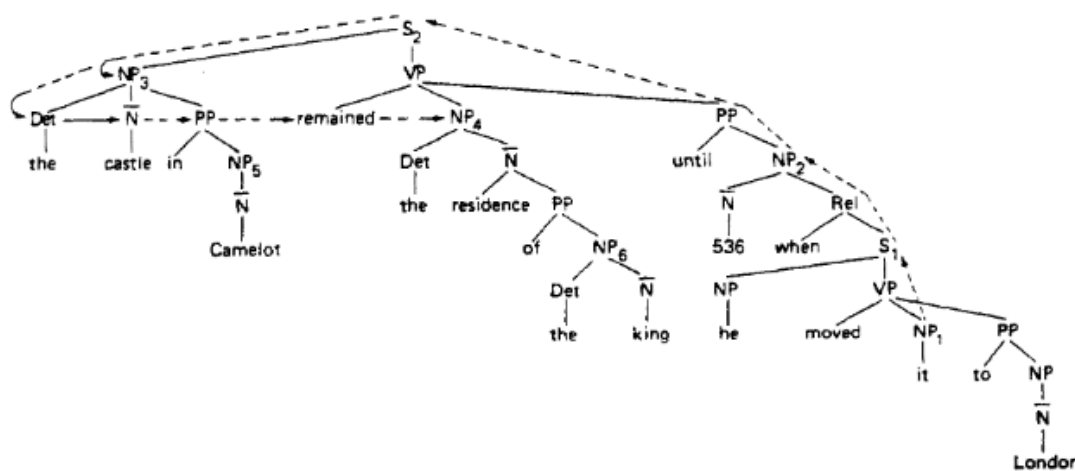 S2
NP3 VP
Det N PP remained NP4 PP
the castle in NP5 Det N until NP2
N the residence PP N Rel
Camelot of NP6 536 when S1
Det N NP VP
the king he moved NP1 PP
it to NP
N
London